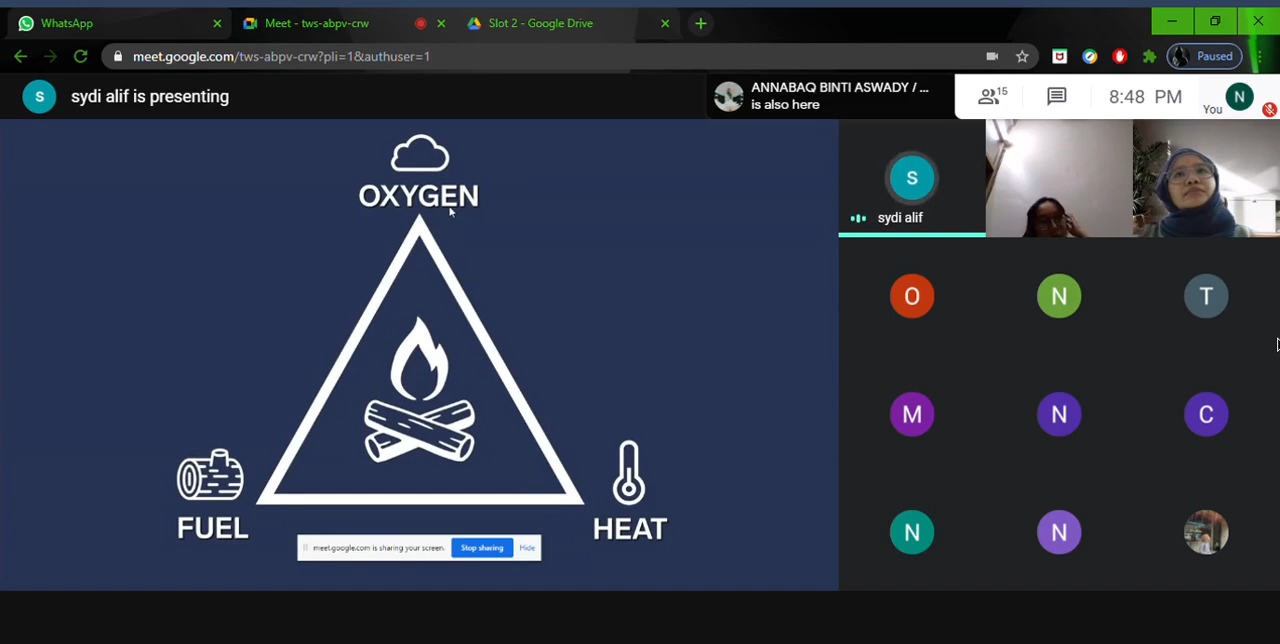 WhatsApp
Meet - tws-abpv-crw
Slot 2 - Google Drive
meet.google.com/tws-abpv-crw?pli=1&authuser=1
Paused
S
sydi alif is presenting
ANNABAQ BINTI ASWADY / ...
is also here
15
8:48 PM
You
N
OXYGEN
FUEL
HEAT
meet.google.com is sharing your screen.
Stop sharing
Hide
S
sydi alif
O
N
T
M
N
C
N
N